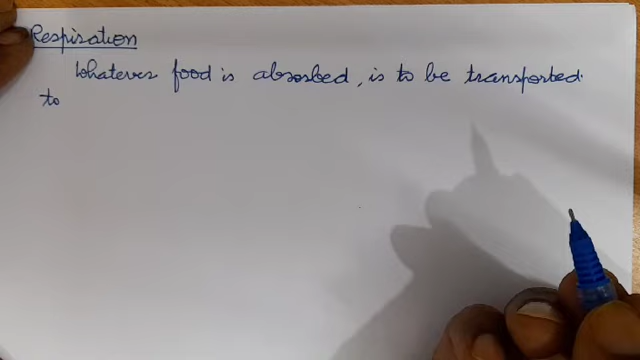 Respiration
Whatever food is absorbed, is to be transported
to